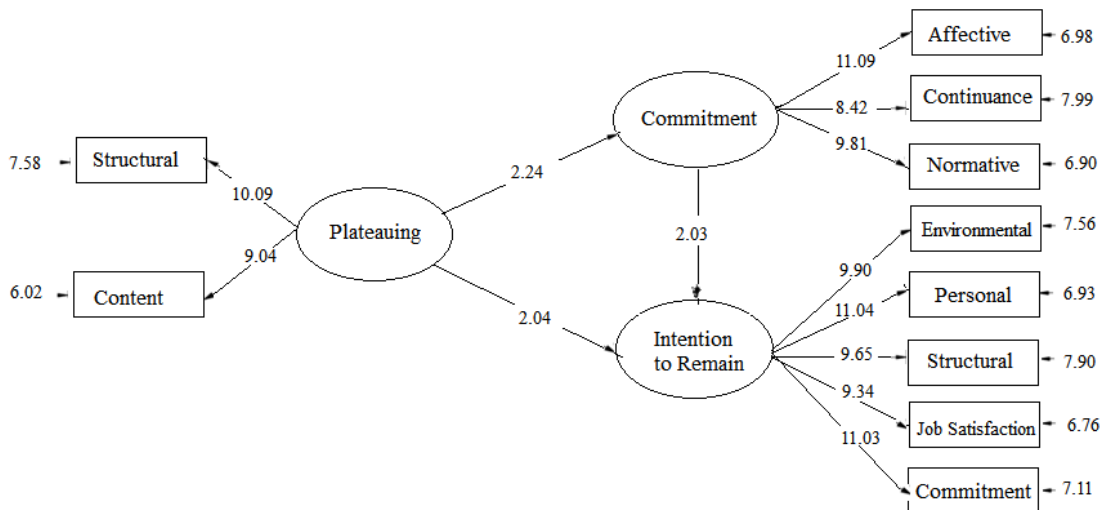 Affective
6.98
11.09
Continuance
7.99
8.42
Commitment
9.81
Normative
6.90
7.58
Structural
10.09
2.24
Plateauing
2.03
Environmental
7.56
9.04
9.90
6.02
Content
Personal
6.93
11.04
2.04
Intention
to Remain
9.65
Structural
7.90
9.34
Job Satisfaction
6.76
11.03
Commitment
7.11